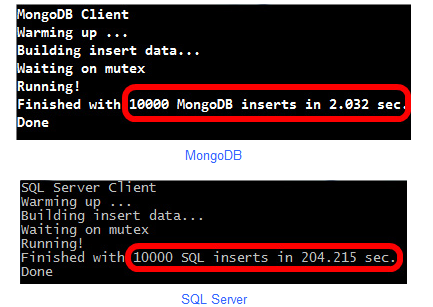 MongoDB Client
Warming up ...
Building insert data...
Waiting on mutex
Running!
Finished with 10000 MongoDB inserts in 2.032 sec.
Done
MongoDB
SQL Server Client
Warming up ...
Building insert data...
Waiting on mutex
Running!
Finished with 10000 SQL inserts in 204.215 sec.
Done
SQL Server